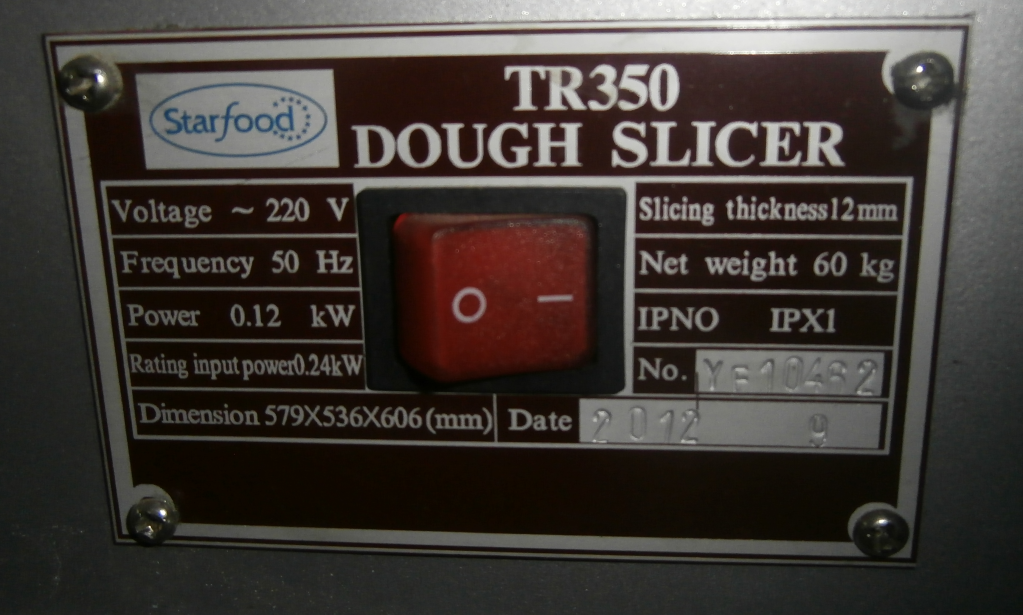 Starfood
TR350
DOUGH SLICER
Voltage ~ 220 V
Frequency 50 Hz
Power 0.12 kW
Rating input power0.24kW
Dimension 579X536X606(mm)
O —
Slicing thickness12mm
Net weight 60 kg
IPNO IPX1
No. YF10482
Date 2012 9